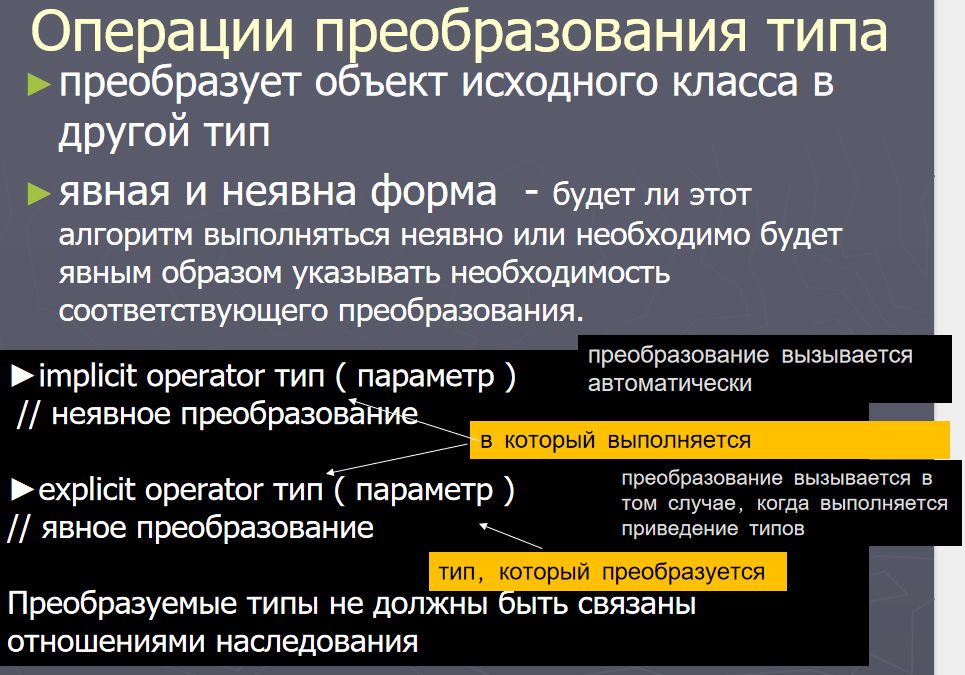 Операции преобразования типа
►преобразует объект исходного класса в
другой тип
►явная и неявна форма - будет ли этот
алгоритм выполняться неявно или необходимо будет
явным образом указывать необходимость
соответствующего преобразования.
►implicit operator тип ( параметр )
// неявное преобразование
преобразование вызывается
автоматически
в который выполняется
►explicit operator тип ( параметр )
// явное преобразование
преобразование вызывается в
том случае, когда выполняется
приведение типов
тип, который преобразуется
Преобразуемые типы не должны быть связаны
отношениями наследования